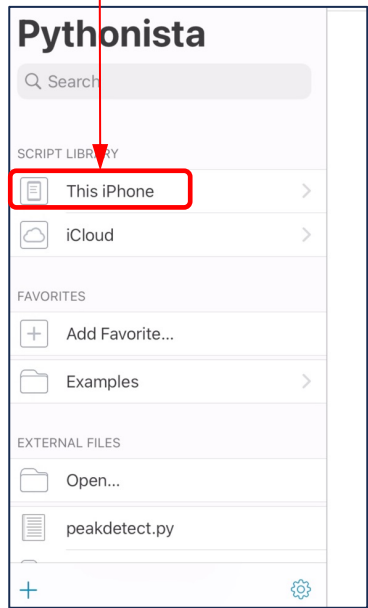 Pythonista
Search
SCRIPT LIBRARY
This iPhone
iCloud
FAVORITES
Add Favorite...
Examples
EXTERNAL FILES
Open...
peakdetect.py